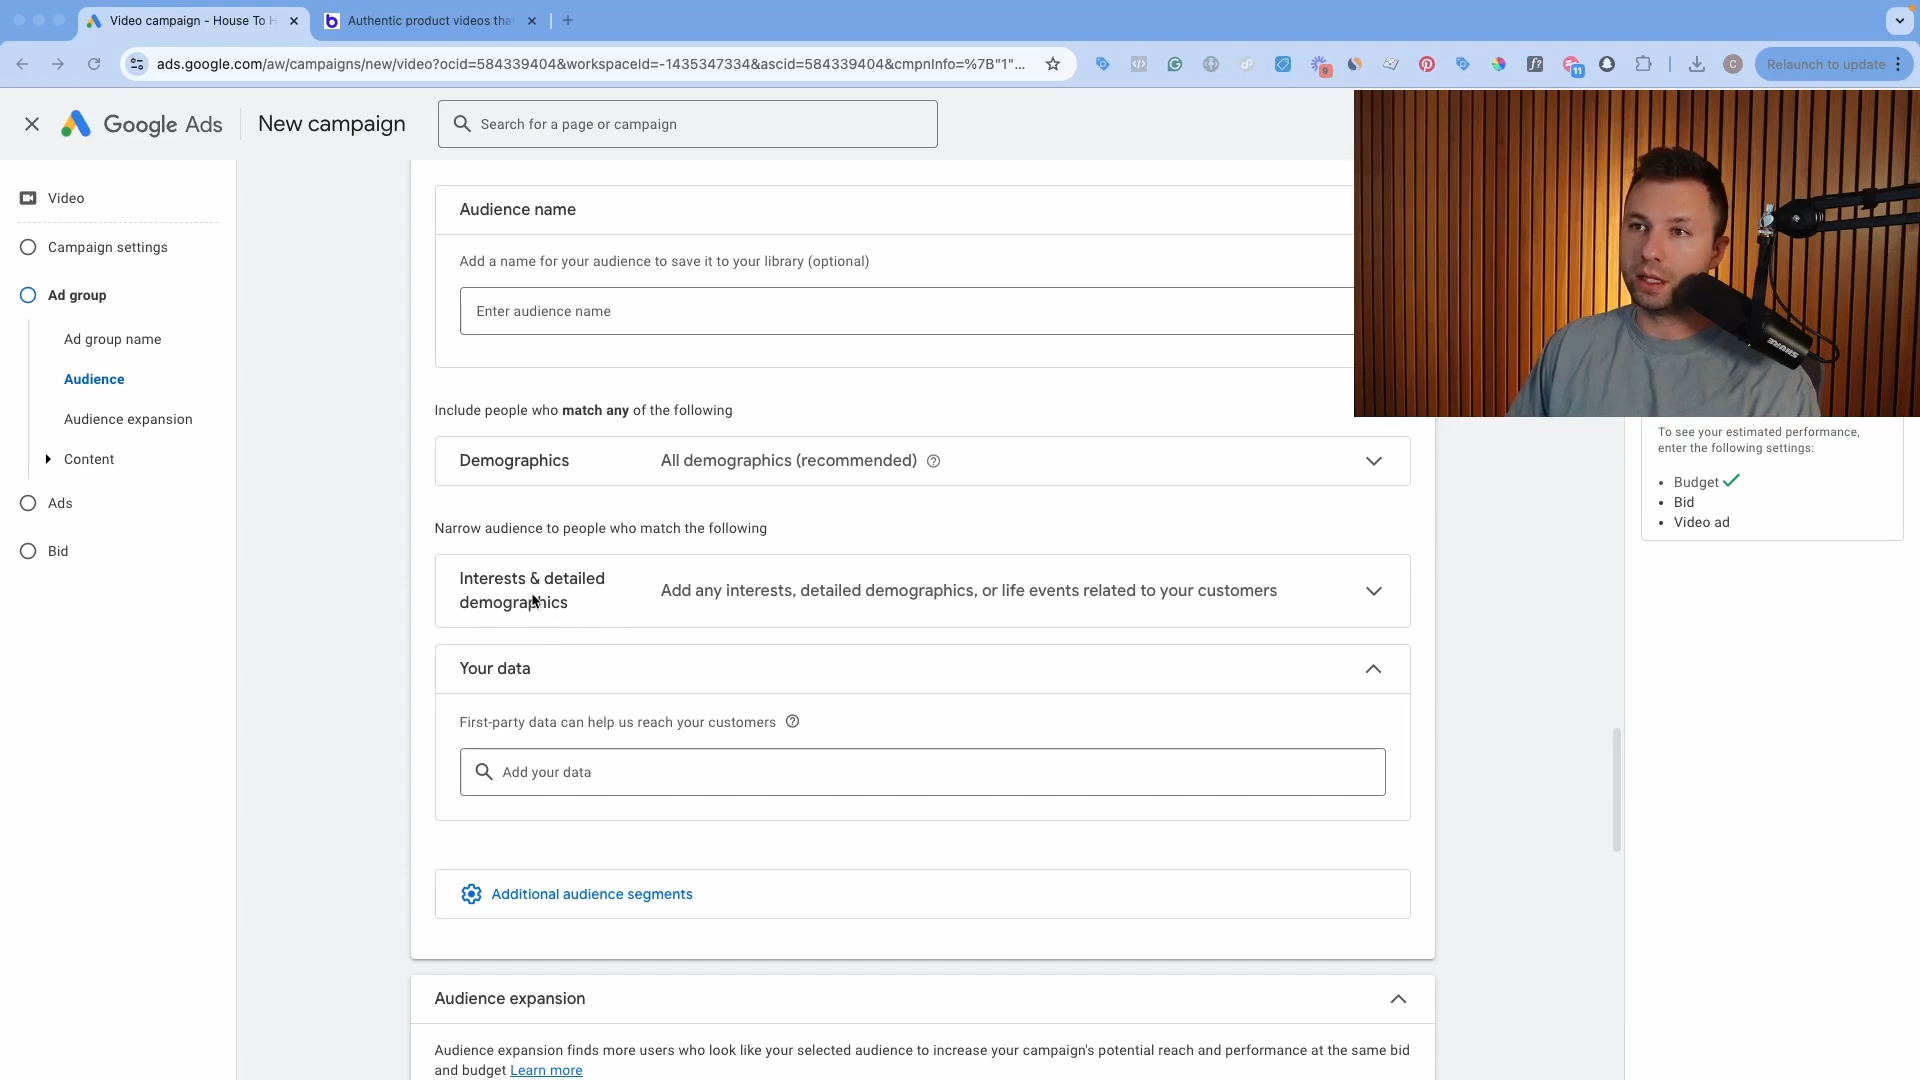 Video campaign - House To H
Authentic product videos tha
ads.google.com/aw/campaigns/new/video?ocid=584339404&workspaceId=-1435347334&ascid=584339404&cmpnInfo=%7B"1"...
9
f?
11
C
Relaunch to update
Google Ads
New campaign
Search for a page or campaign
Video
Campaign settings
Ad group
Ad group name
Audience
Audience expansion
Content
Ads
Bid
Audience name
Add a name for your audience to save it to your library (optional)
Enter audience name
Include people who match any of the following
Demographics
All demographics (recommended)
Narrow audience to people who match the following
Interests & detailed
demographics
Add any interests, detailed demographics, or life events related to your customers
Your data
First-party data can help us reach your customers
Add your data
Additional audience segments
Audience expansion
Audience expansion finds more users who look like your selected audience to increase your campaign's potential reach and performance at the same bid
and budget Learn more
To see your estimated performance,
enter the following settings:
• Budget
• Bid
• Video ad
SHURE